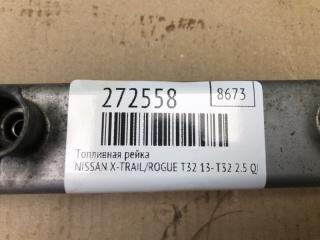 272558
8673
Топливная рейка
NISSAN X-TRAIL/ROGUE T32 13- T32 2.5 Q